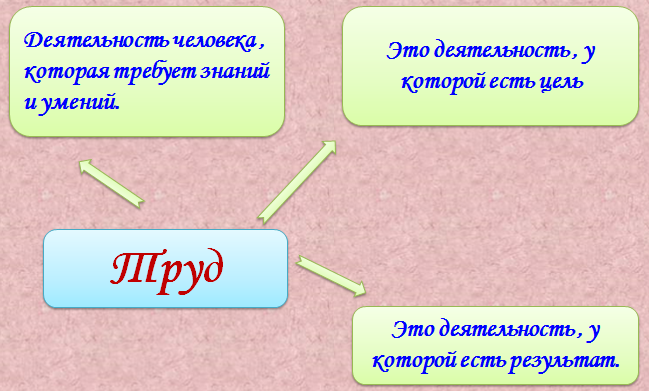 Деятельность человека ,
которая требует знаний
и умений.
Это деятельность , у
которой есть цель
Труд
Это деятельность , у
которой есть результат.